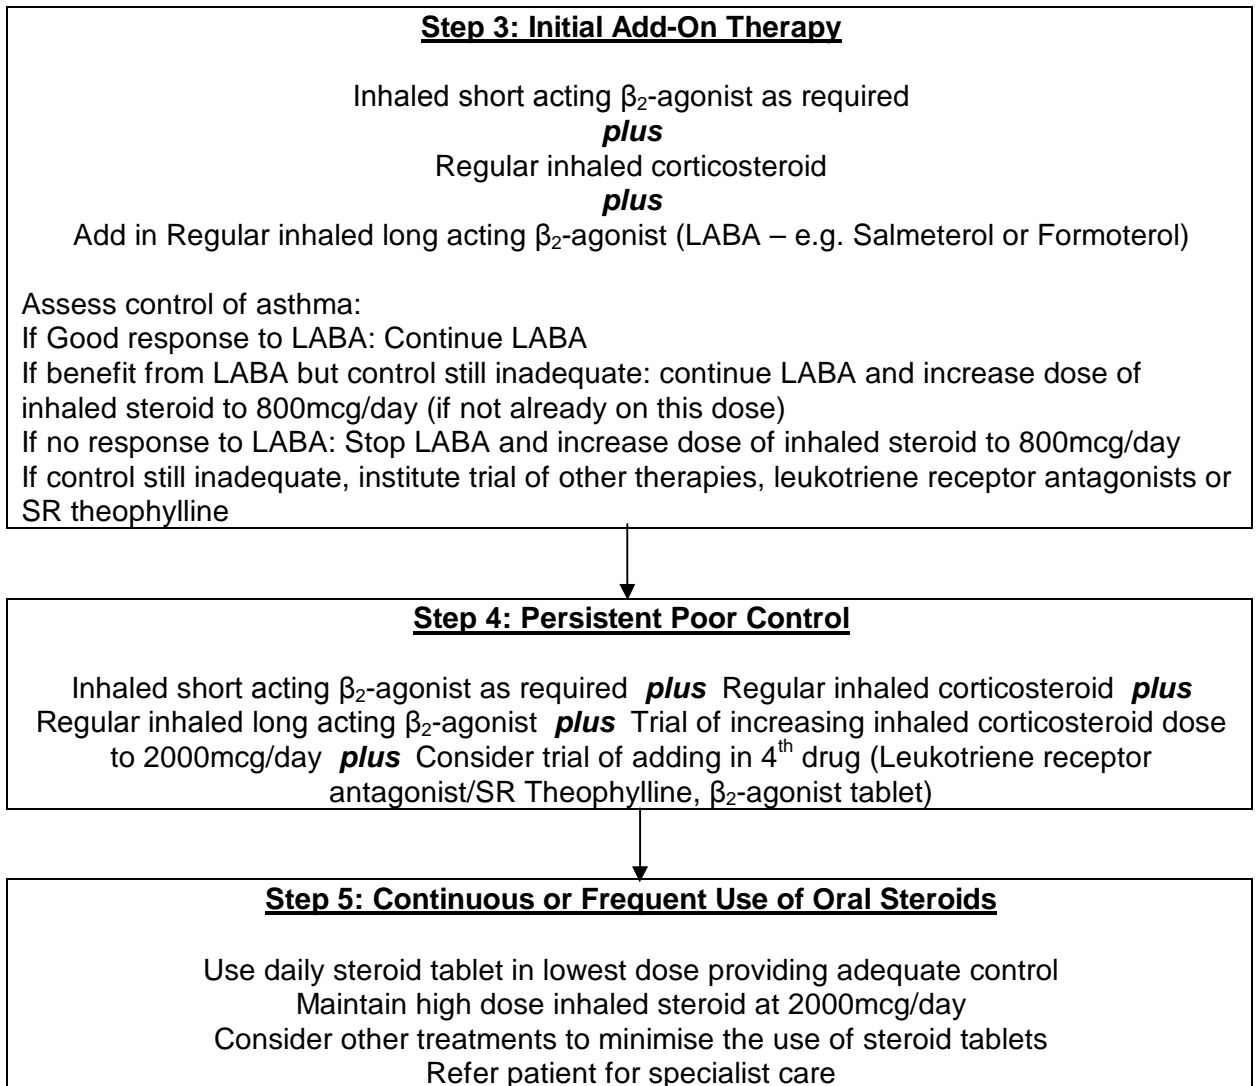 Step 3: Initial Add-On Therapy
Inhaled short acting β₂-agonist as required
plus
Regular inhaled corticosteroid
plus
Add in Regular inhaled long acting β₂-agonist (LABA – e.g. Salmeterol or Formoterol)
Assess control of asthma:
If Good response to LABA: Continue LABA
If benefit from LABA but control still inadequate: continue LABA and increase dose of
inhaled steroid to 800mcg/day (if not already on this dose)
If no response to LABA: Stop LABA and increase dose of inhaled steroid to 800mcg/day
If control still inadequate, institute trial of other therapies, leukotriene receptor antagonists or
SR theophylline
Step 4: Persistent Poor Control
Inhaled short acting β₂-agonist as required plus Regular inhaled corticosteroid plus
Regular inhaled long acting β₂-agonist plus Trial of increasing inhaled corticosteroid dose
to 2000mcg/day plus Consider trial of adding in 4th drug (Leukotriene receptor
antagonist/SR Theophylline, β₂-agonist tablet)
Step 5: Continuous or Frequent Use of Oral Steroids
Use daily steroid tablet in lowest dose providing adequate control
Maintain high dose inhaled steroid at 2000mcg/day
Consider other treatments to minimise the use of steroid tablets
Refer patient for specialist care